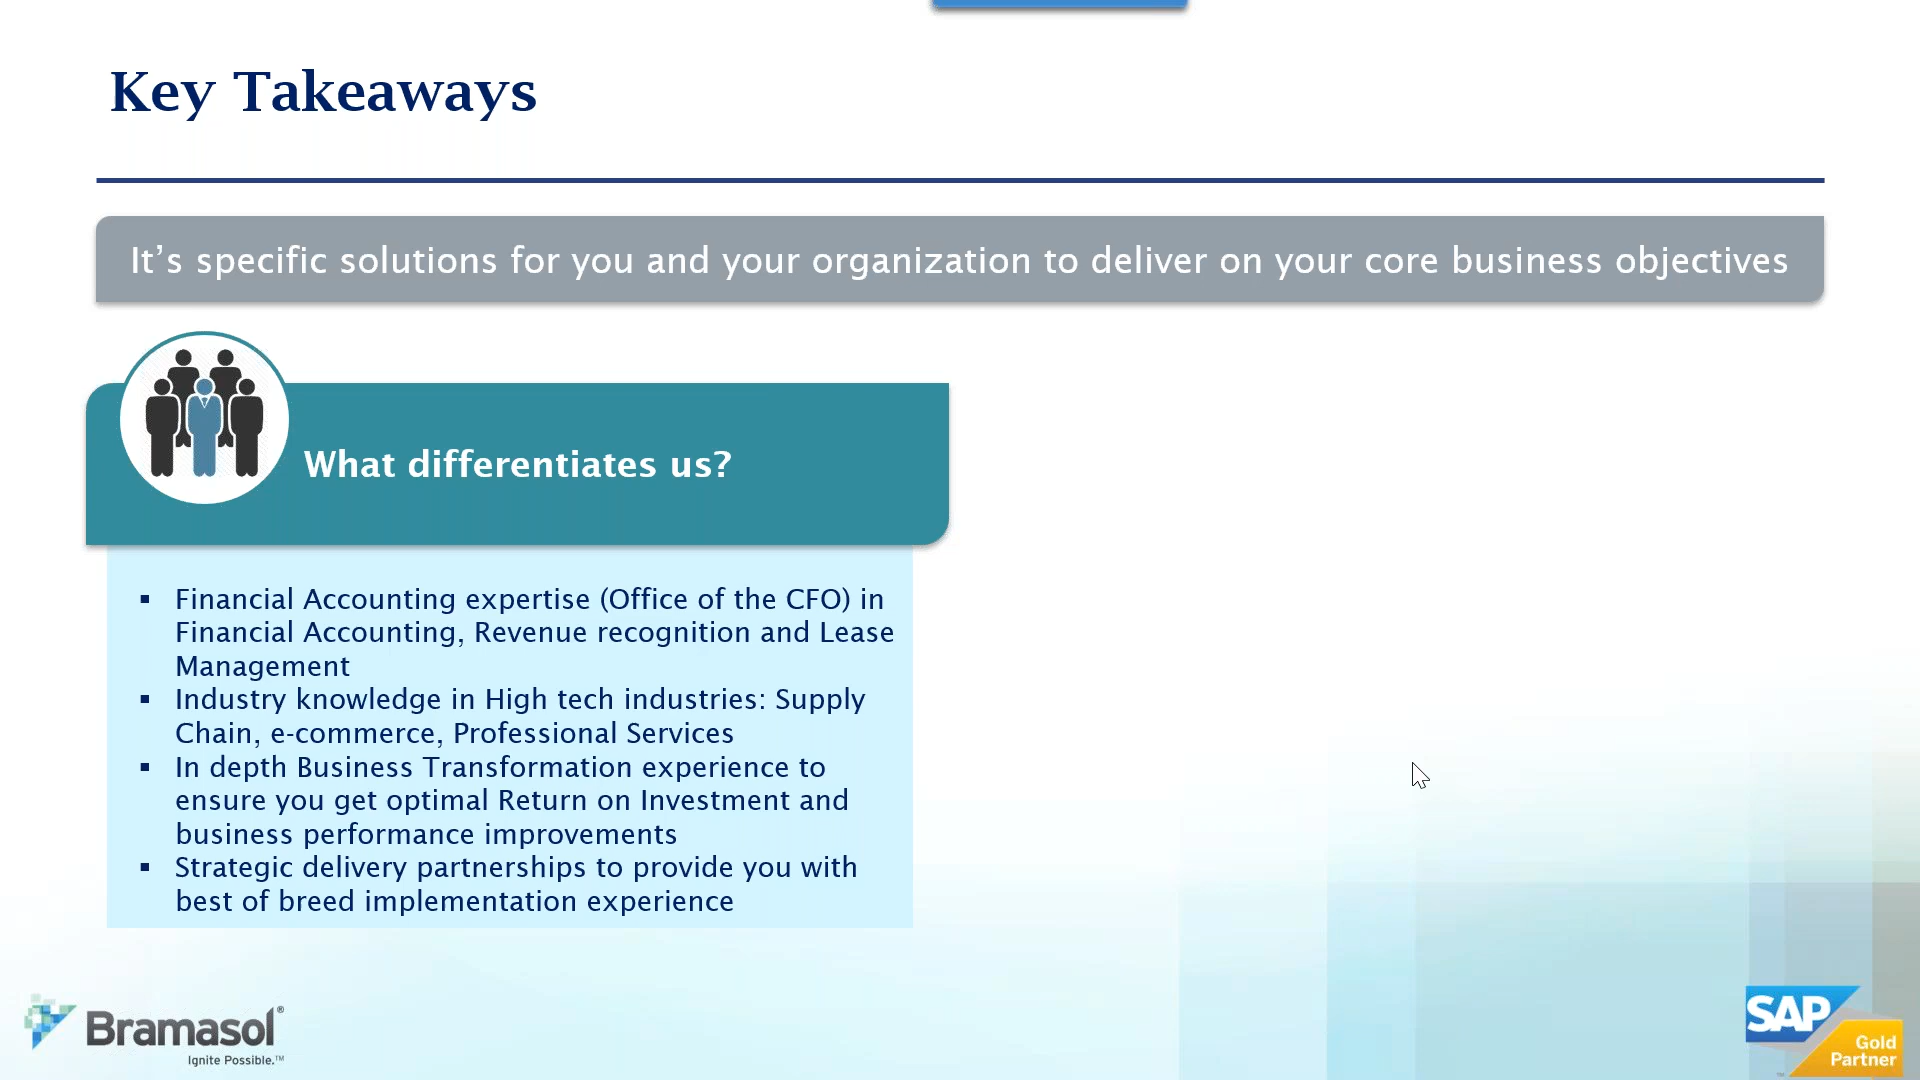 Key Takeaways
It’s specific solutions for you and your organization to deliver on your core business objectives
What differentiates us?
▪ Financial Accounting expertise (Office of the CFO) in
Financial Accounting, Revenue recognition and Lease
Management
▪ Industry knowledge in High tech industries: Supply
Chain, e-commerce, Professional Services
▪ In depth Business Transformation experience to
ensure you get optimal Return on Investment and
business performance improvements
▪ Strategic delivery partnerships to provide you with
best of breed implementation experience
Bramasol®
Ignite Possible.™
SAP
Gold
Partner